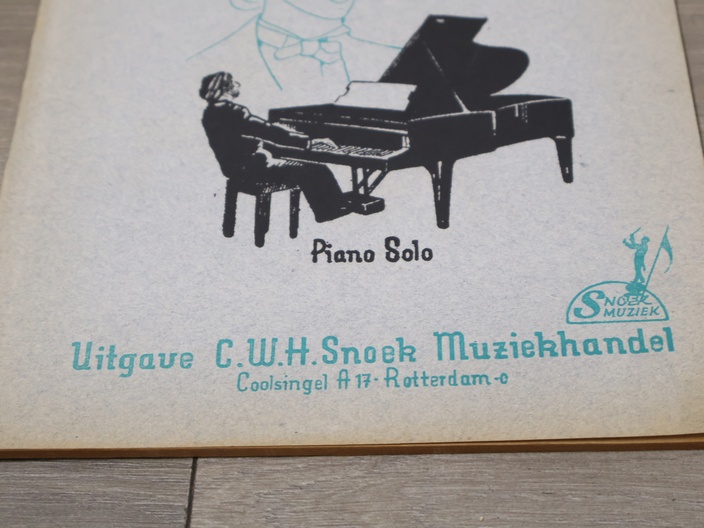 Piano Solo
SNOEK
MUZIEK
Uitgave C.W.H. Snoek Muziekhandel
Coolsingel A 17 - Rotterdam-c